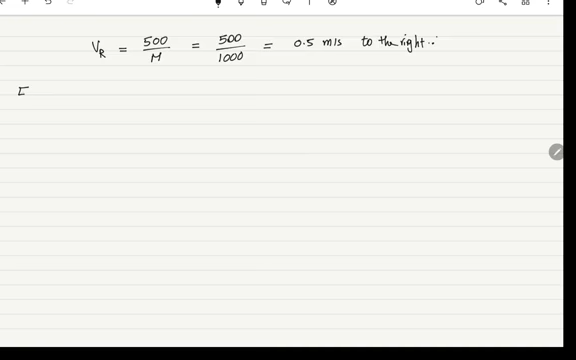 V_R = 500/M = 500/1000 = 0.5 m/s to the right..